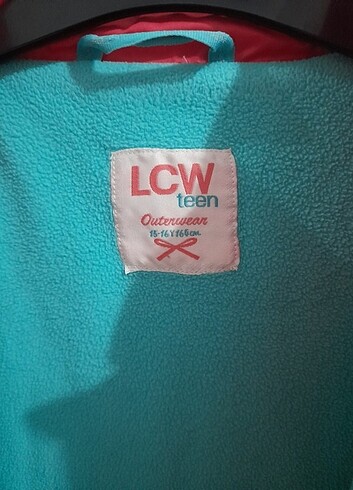 LCW
teen
Outerwear
15-16Y 166cm